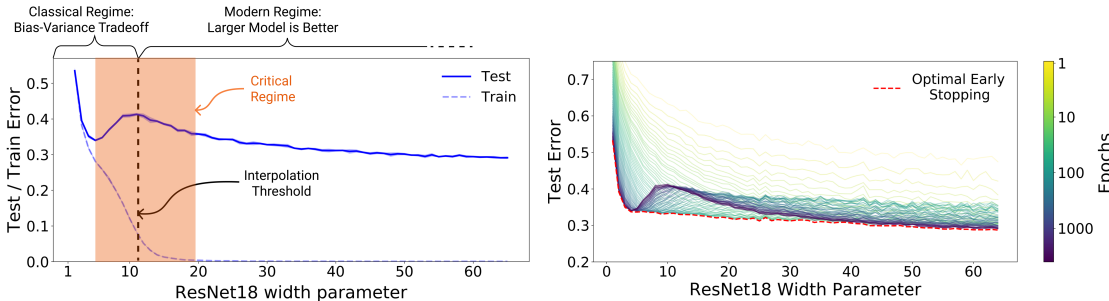 Classical Regime:
Bias-Variance Tradeoff
Modern Regime:
Larger Model is Better
Critical
Regime
Interpolation
Threshold
Test
Train
Test / Train Error
0.0
0.1
0.2
0.3
0.4
0.5
1
10
20
30
40
50
60
ResNet18 width parameter
Optimal Early
Stopping
Test Error
0.7
0.6
0.5
0.4
0.3
0.2
0
10
20
30
40
50
60
ResNet18 Width Parameter
1
10
100
1000
Epochs